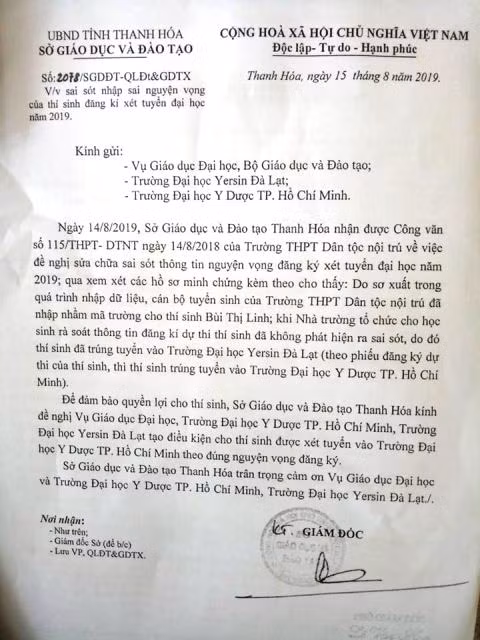 UBND TỈNH THANH HÓA
SỞ GIÁO DỤC VÀ ĐÀO TẠO
CỘNG HOÀ XÃ HỘI CHỦ NGHĨA VIỆT NAM
Độc lập- Tự do - Hạnh phúc
Số:2078/SGDĐT-QLĐt&GDTX
V/v sai sót nhập sai nguyện vọng
của thí sinh đăng kí xét tuyển đại học
năm 2019.
Thanh Hóa, ngày 15 tháng 8 năm 2019.
Kính gửi:
- Vụ Giáo dục Đại học, Bộ Giáo dục và Đào tạo;
- Trường Đại học Yersin Đà Lạt;
- Trường Đại học Y Dược TP. Hồ Chí Minh.
Ngày 14/8/2019, Sở Giáo dục và Đào tạo Thanh Hóa nhận được Công văn
số 115/THPT- DTNT ngày 14/8/2018 của Trường THPT Dân tộc nội trú về việc
đề nghị sửa chữa sai sót thông tin nguyện vọng đăng ký xét tuyển đại học năm
2019; qua xem xét các hồ sơ minh chứng kèm theo cho thấy: Do sơ xuất trong
quá trình nhập dữ liệu, cán bộ tuyển sinh của Trường THPT Dân tộc nội trú đã
nhập nhầm mã trường cho thí sinh Bùi Thị Linh; khi Nhà trường tổ chức cho học
sinh rà soát thông tin đăng kí dự thi thí sinh đã không phát hiện ra sai sót, do đó
thí sinh đã trúng tuyển vào Trường Đại học Yersin Đà Lạt (theo phiếu đăng ký dự
thi của thí sinh, thì thí sinh trúng tuyển vào Trường Đại học Y Dược TP. Hồ Chí
Minh).
Để đảm bảo quyền lợi cho thí sinh, Sở Giáo dục và Đào tạo Thanh Hóa kính
đề nghị Vụ Giáo dục Đại học, Trường Đại học Y Dược TP. Hồ Chí Minh, Trường
Đại học Yersin Đà Lạt tạo điều kiện cho thí sinh được xét tuyển vào Trường Đại
học Y Dược TP. Hồ Chí Minh theo đúng nguyện vọng đăng ký.
Sở Giáo dục và Đào tạo Thanh Hóa trân trọng cảm ơn Vụ Giáo dục Đại học
và Trường Đại học Y Dược TP. Hồ Chí Minh, Trường Đại học Yersin Đà Lạt./.
Nơi nhận:
- Như trên;
- Giám đốc Sở (để b/c)
- Lưu VP, QLĐT&GDTX.
GIÁM ĐỐC